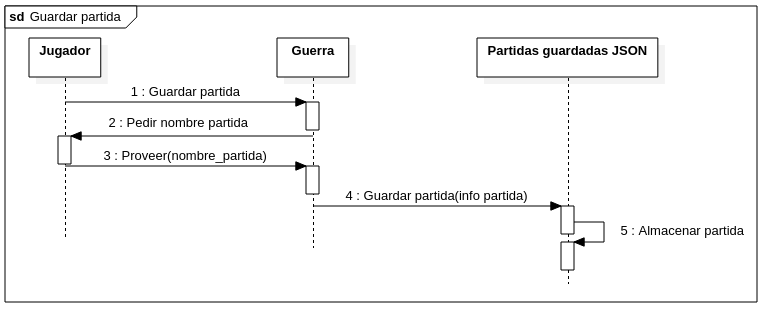 sd Guardar partida
Jugador
Guerra
Partidas guardadas JSON
1 : Guardar partida
2 : Pedir nombre partida
3 : Proveer(nombre_partida)
4 : Guardar partida(info partida)
5 : Almacenar partida